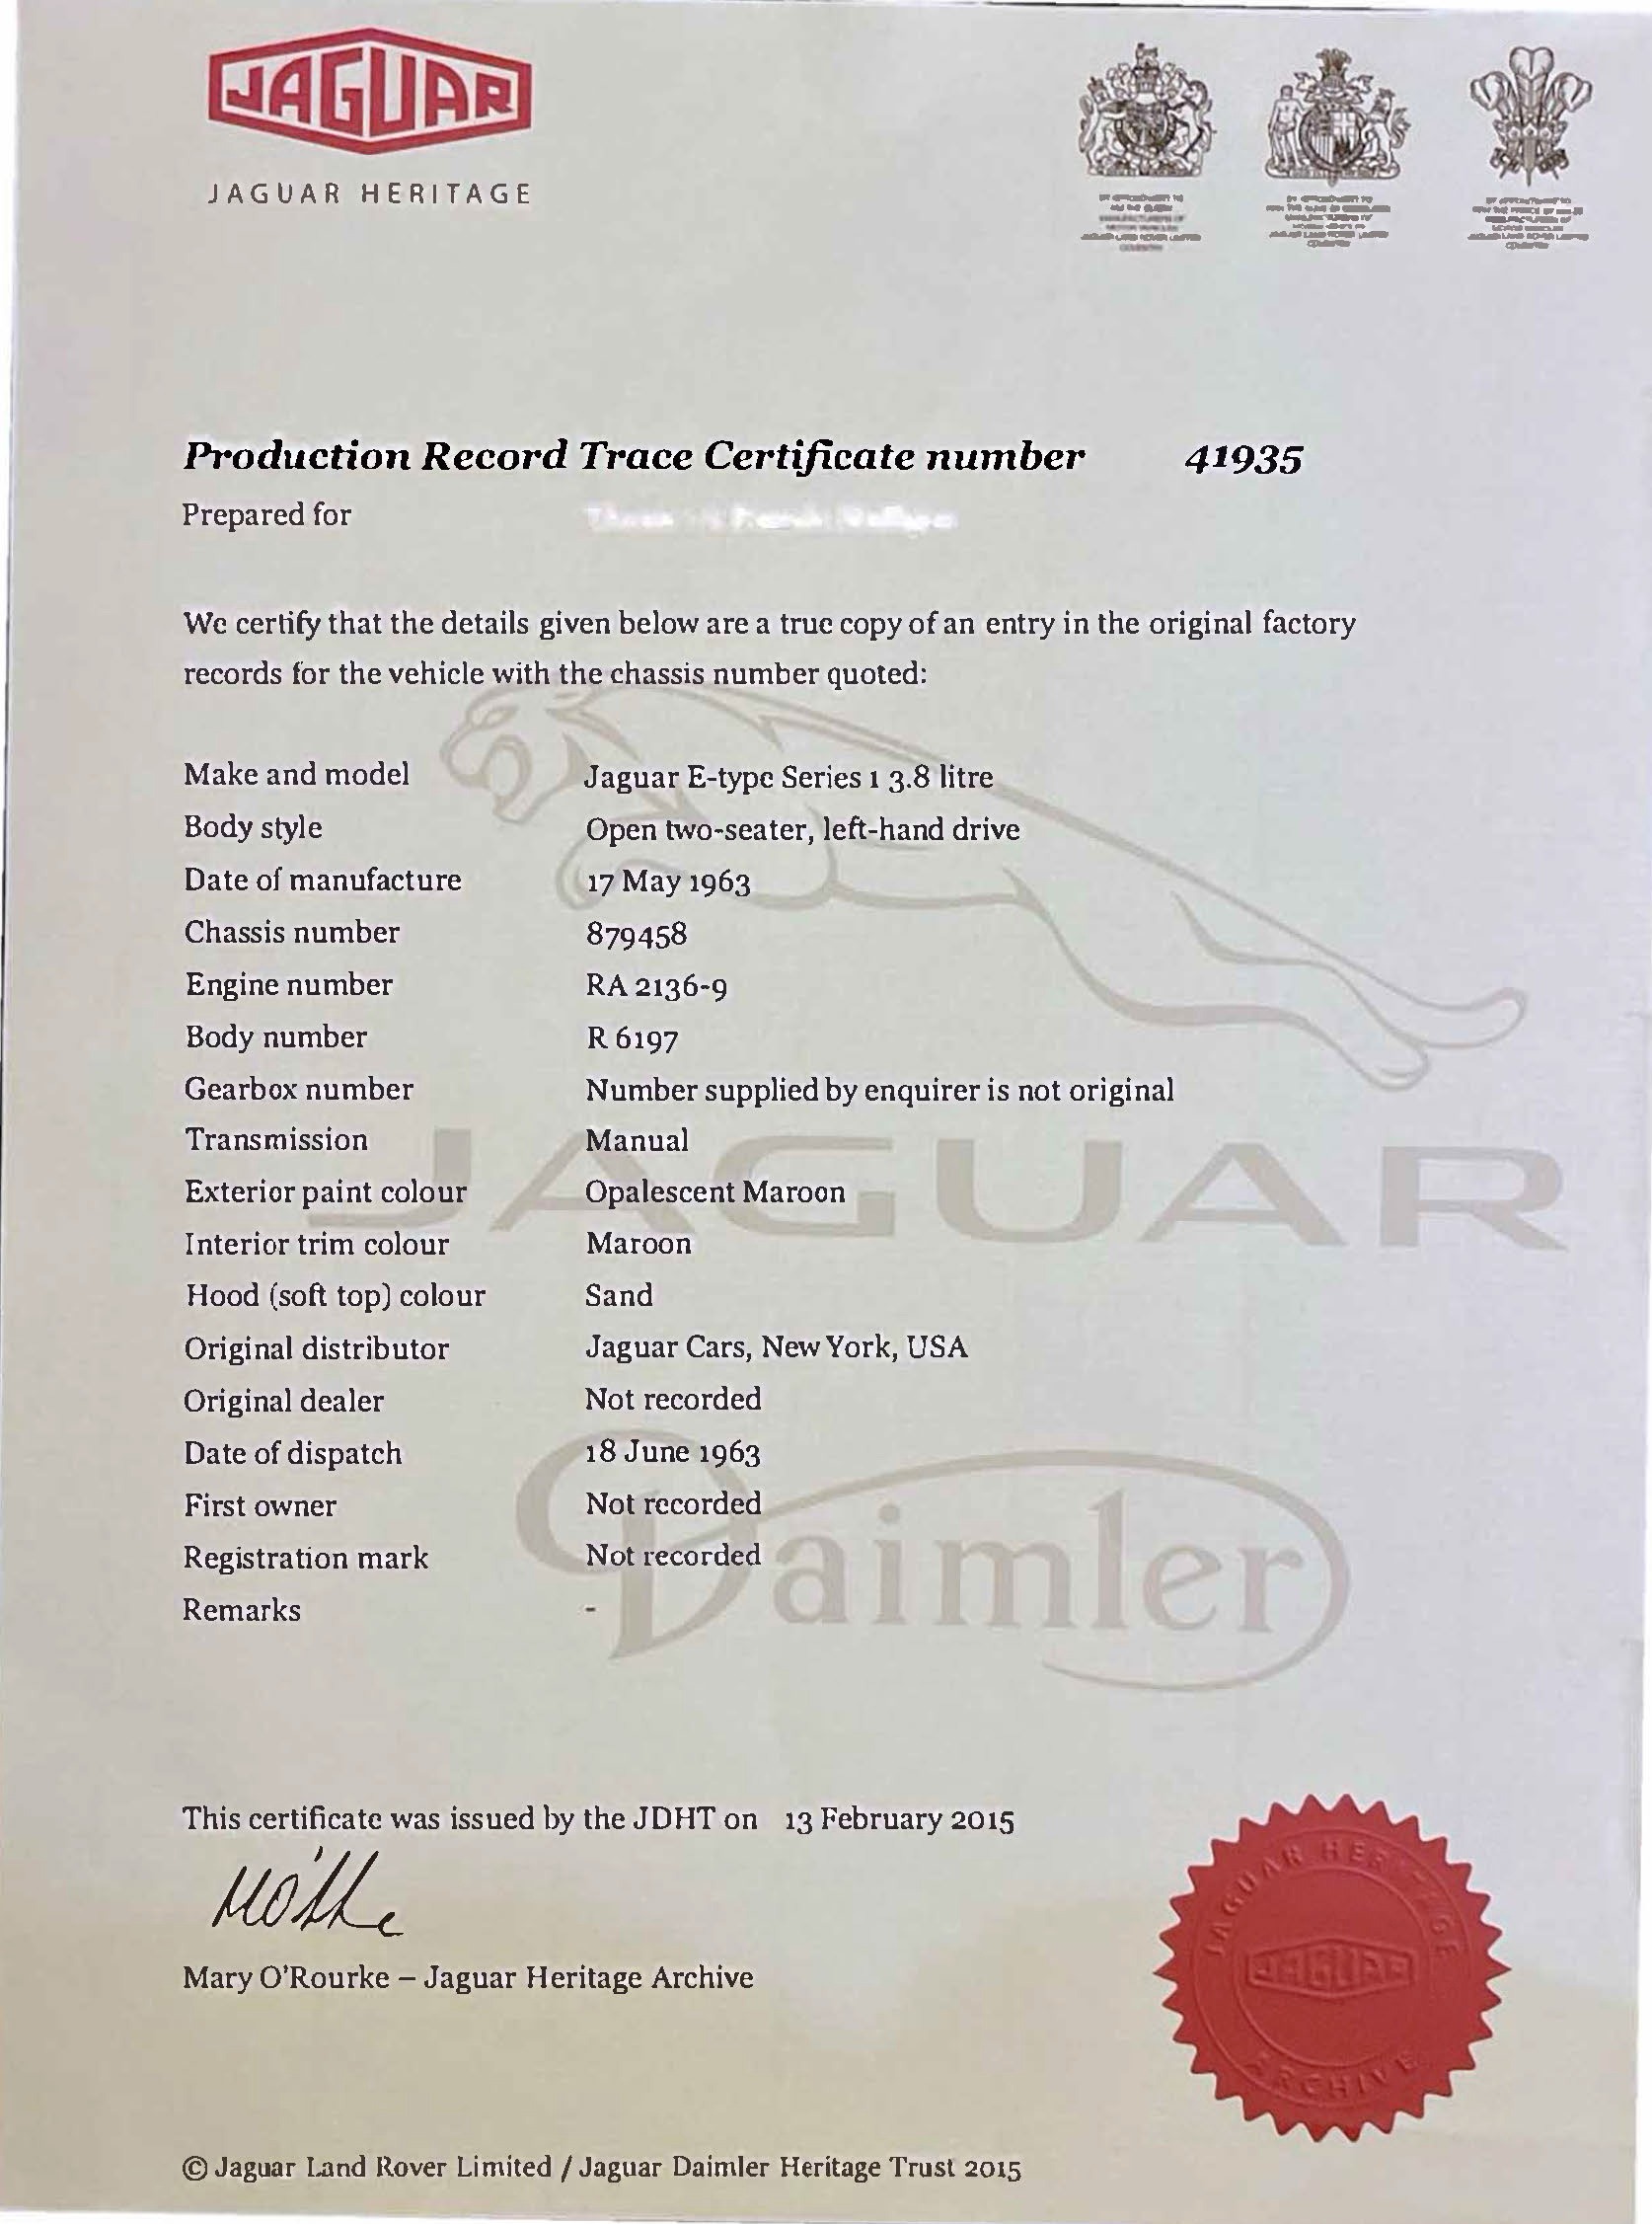 JAGUAR
JAGUAR HERITAGE
Production Record Trace Certificate number 41935
Prepared for
We certify that the details given below are a true copy of an entry in the original factory
records for the vehicle with the chassis number quoted:
Make and model Jaguar E-type Series 1 3.8 litre
Body style Open two-seater, left-hand drive
Date of manufacture 17 May 1963
Chassis number 879458
Engine number RA 2136-9
Body number R 6197
Gearbox number Number supplied by enquirer is not original
Transmission Manual
Exterior paint colour Opalescent Maroon
Interior trim colour Maroon
Hood (soft top) colour Sand
Original distributor Jaguar Cars, New York, USA
Original dealer Not recorded
Date of dispatch 18 June 1963
First owner Not recorded
Registration mark Not recorded
Remarks -
JAGUAR
Daimler
This certificate was issued by the JDHT on 13 February 2015
Mary O'Rourke – Jaguar Heritage Archive
JAGUAR HERITAGE
JAGUAR
ARCHIVE
© Jaguar Land Rover Limited / Jaguar Daimler Heritage Trust 2015